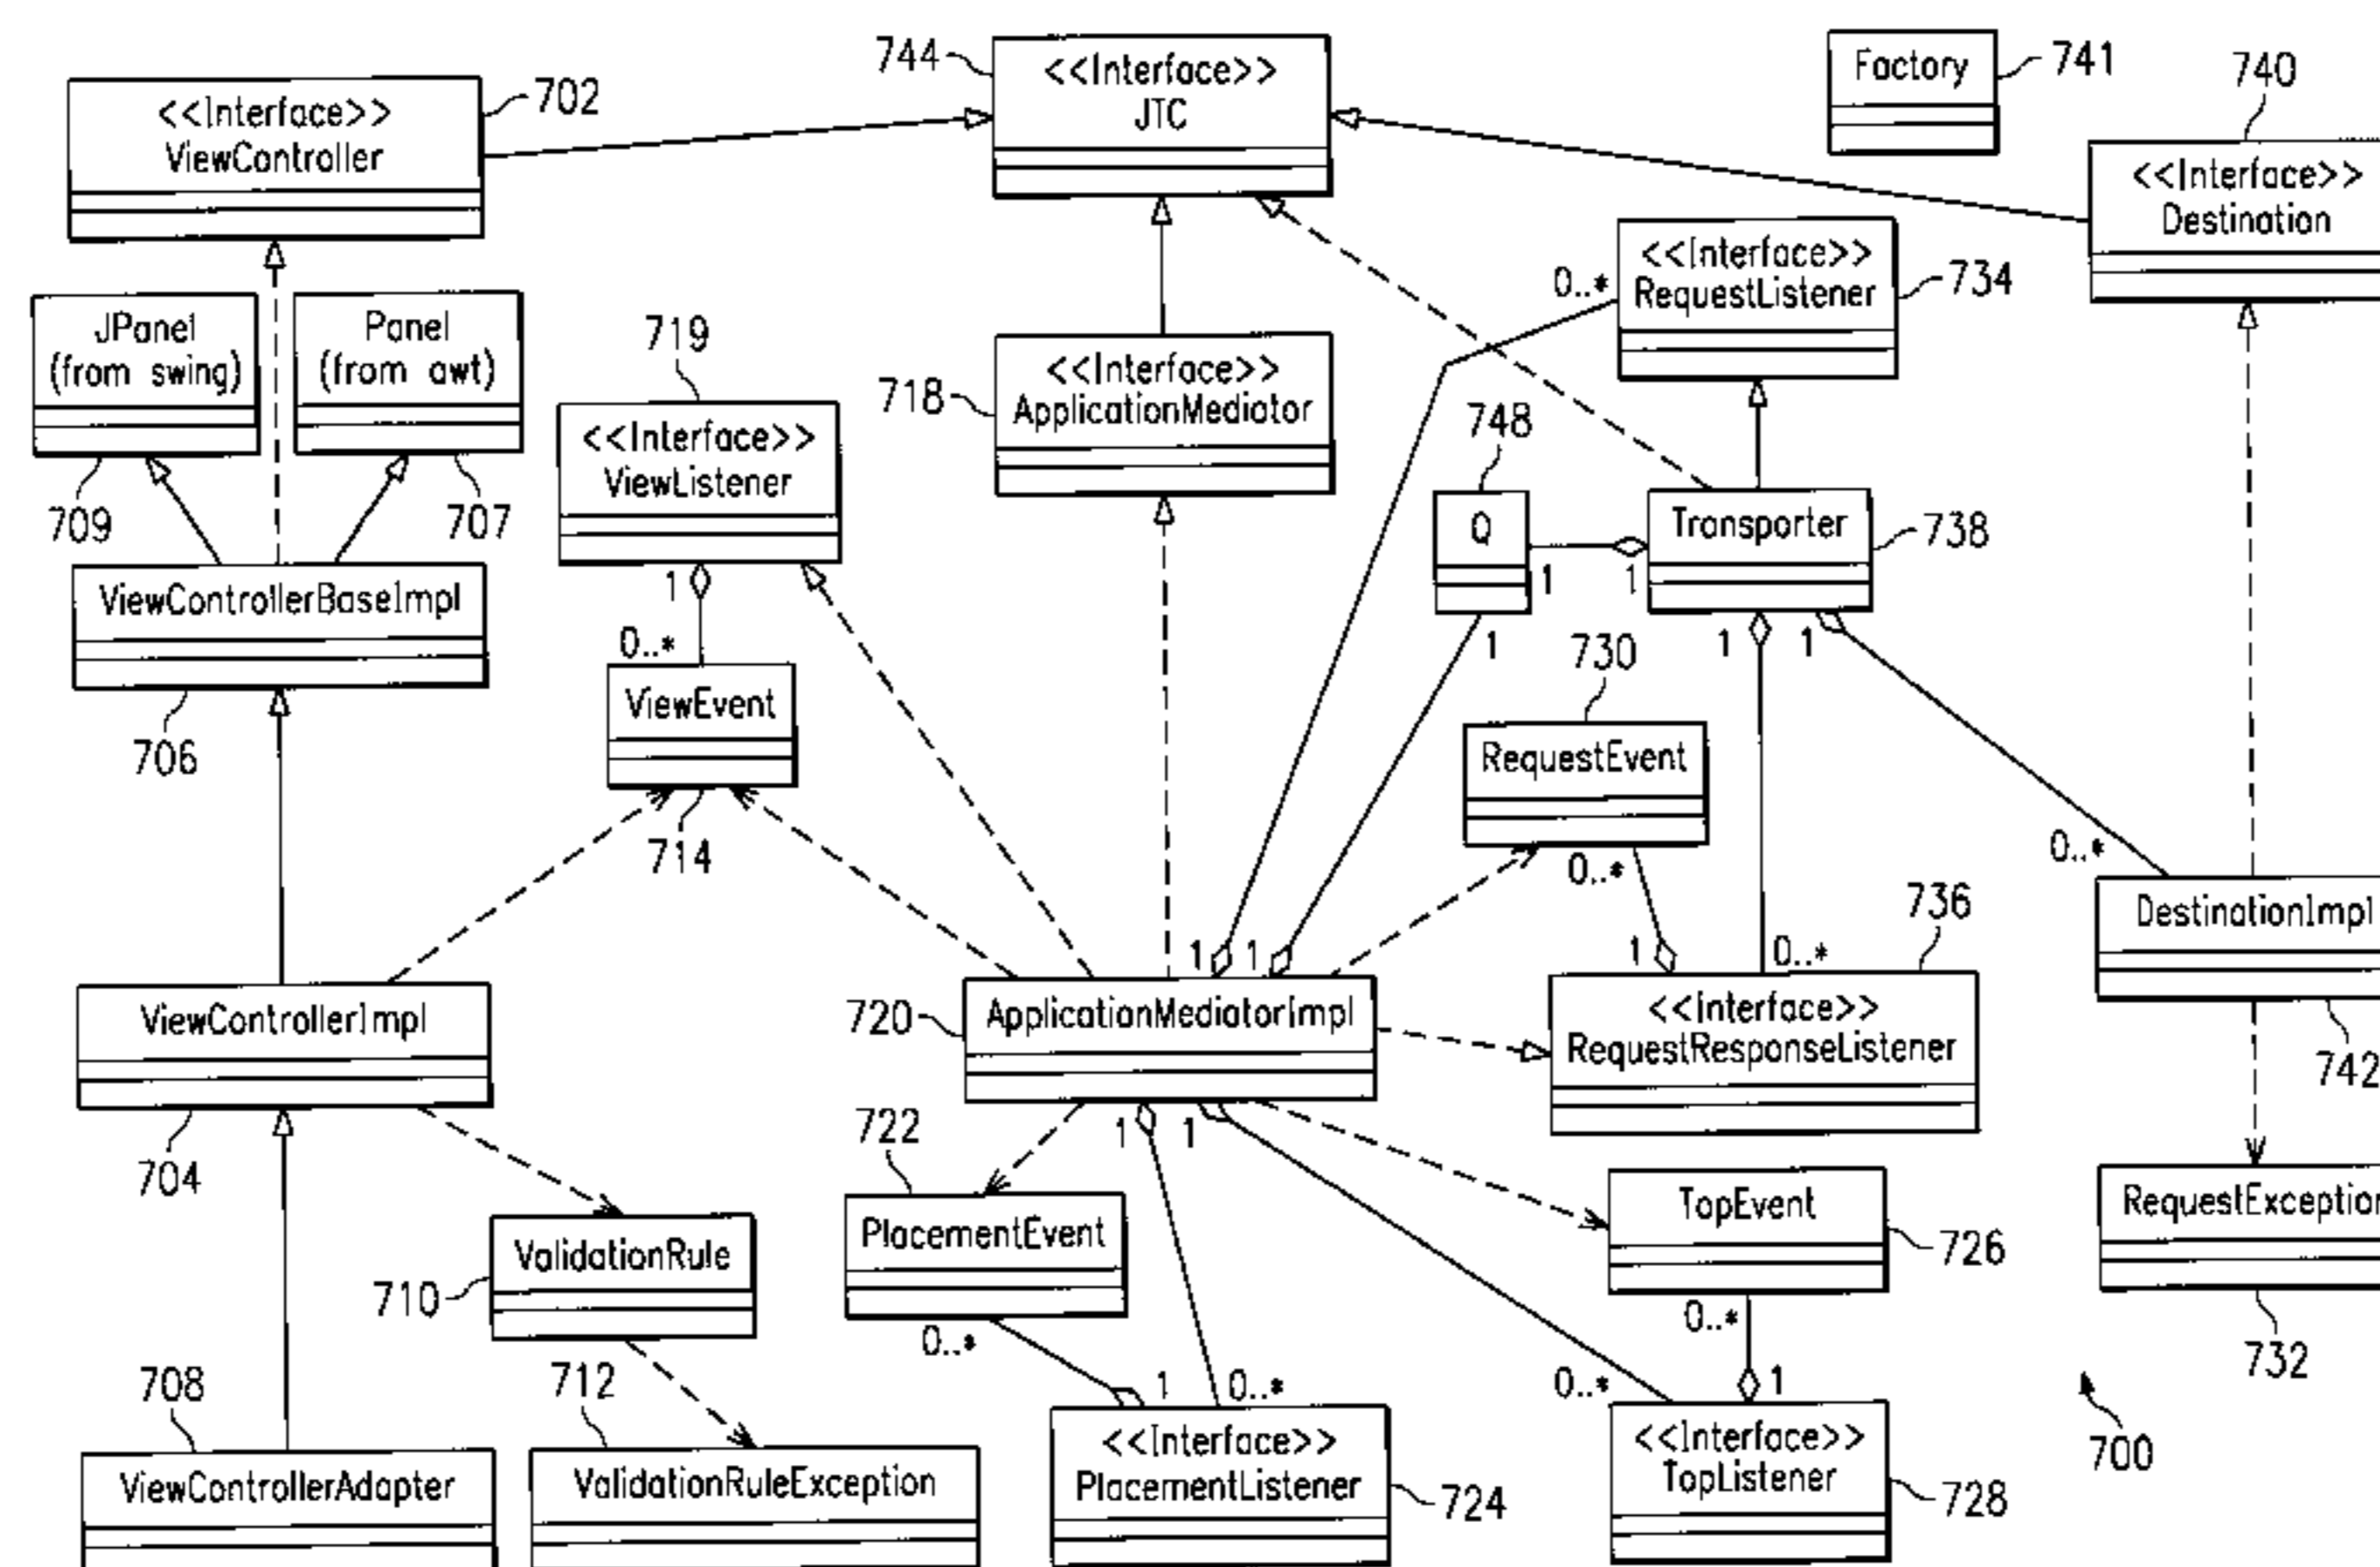 744
<<Interface>>
JTC
Factory
741
740
702
<<Interface>>
ViewController
<<Interface>>
Destination
<<Interface>>
RequestListener
734
0..*
JPanel
(from swing)
Panel
(from awt)
719
718
<<Interface>>
ApplicationMediator
<<Interface>>
ViewListener
748
709
707
Q
Transporter
738
1
1
1
ViewControllerBaseImpl
0..*
1
1
1
730
706
ViewEvent
RequestEvent
714
0..*
0..*
736
DestinationImpl
1
1
1
0..*
ViewControllerImpl
720
ApplicationMediatorImpl
<<Interface>>
RequestResponseListener
742
722
1
1
704
PlacementEvent
TopEvent
726
RequestException
ValidationRule
710
0..*
0..*
732
708
712
1
0..*
0..*
1
ViewControllerAdapter
ValidationRuleException
<<Interface>>
PlacementListener
724
<<Interface>>
TopListener
728
700